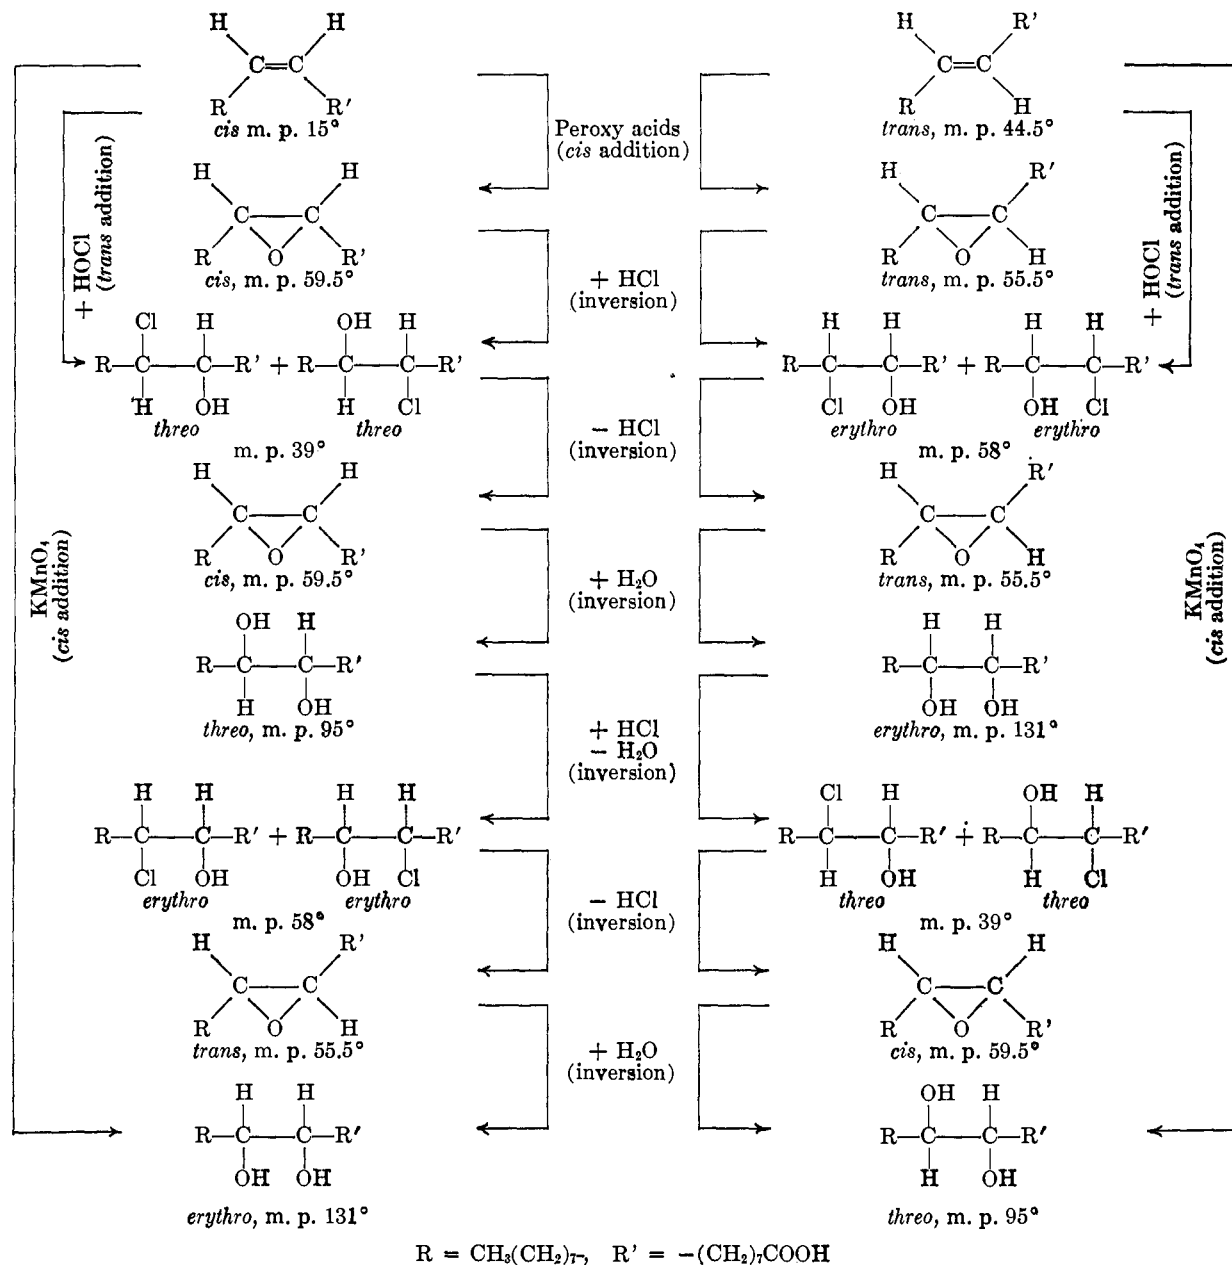 H H H R'
C=C C=C
R R' R H
cis m. p. 15° Peroxy acids (cis addition) trans, m. p. 44.5°
H H H R'
C C C C
R O R' R O H
cis, m. p. 59.5° + HCl (inversion) trans, m. p. 55.5°
+ HOCl
(trans addition)
+ HOCl
(trans addition)
Cl H OH H H H H H
R—C—C—R' + R—C—C—R' R—C—C—R' + R—C—C—R'
H OH H Cl Cl OH OH Cl
threo threo erythro erythro
m. p. 39° − HCl (inversion) m. p. 58°
H H H R'
C C C C
R O R' R O H
cis, m. p. 59.5° + H₂O (inversion) trans, m. p. 55.5°
KMnO₄
(cis addition)
KMnO₄
(cis addition)
OH H H H
R—C—C—R' R—C—C—R'
H OH OH OH
threo, m. p. 95° erythro, m. p. 131°
+ HCl
− H₂O
(inversion)
H H H H Cl H OH H
R—C—C—R' + R—C—C—R' R—C—C—R' + R—C—C—R'
Cl OH OH Cl H OH H Cl
erythro erythro threo threo
m. p. 58° − HCl (inversion) m. p. 39°
H R' H H
C C C C
R O H R O R'
trans, m. p. 55.5° + H₂O (inversion) cis, m. p. 59.5°
H H OH H
R—C—C—R' R—C—C—R'
OH OH H OH
erythro, m. p. 131° threo, m. p. 95°
R = CH₃(CH₂)₇-, R' = −(CH₂)₇COOH